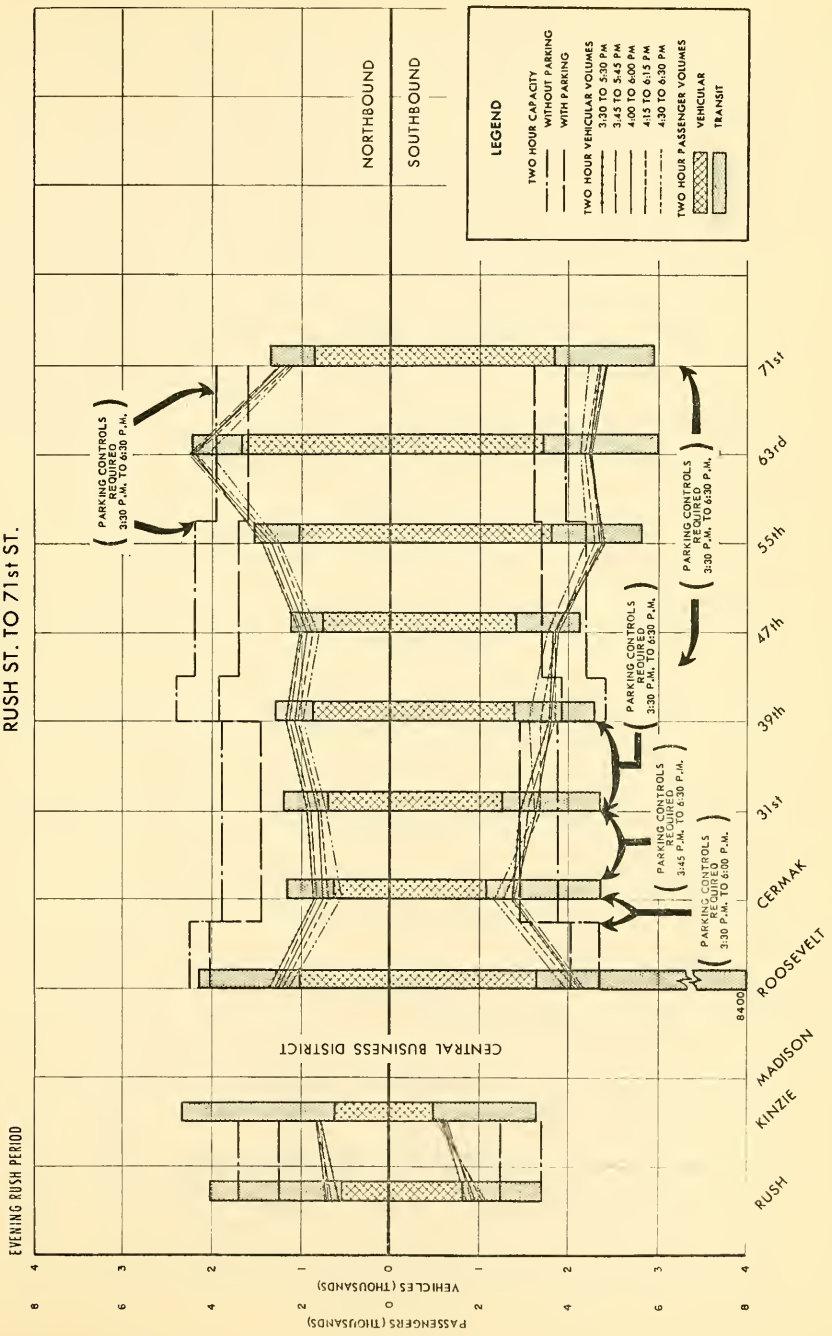 RUSH ST. TO 71st ST.
EVENING RUSH PERIOD
PASSENGERS (THOUSANDS)
VEHICLES (THOUSANDS)
8
6
4
2
0
2
4
6
8
4
3
2
1
0
1
2
3
4
NORTHBOUND
SOUTHBOUND
LEGEND
TWO HOUR CAPACITY
WITHOUT PARKING
WITH PARKING
TWO HOUR VEHICULAR VOLUMES
3:30 TO 5:30 PM
3:45 TO 5:45 PM
4:00 TO 6:00 PM
4:15 TO 6:15 PM
4:30 TO 6:30 PM
TWO HOUR PASSENGER VOLUMES
VEHICULAR
TRANSIT
(PARKING CONTROLS
REQUIRED
3:30 P.M. TO 6:30 P.M.)
CENTRAL BUSINESS DISTRICT
(PARKING CONTROLS
REQUIRED
3:30 P.M. TO 6:00 P.M.)
(PARKING CONTROLS
REQUIRED
3:45 P.M. TO 6:30 P.M.)
(PARKING CONTROLS
REQUIRED
3:30 P.M. TO 6:30 P.M.)
(PARKING CONTROLS
REQUIRED
3:30 P.M. TO 6:30 P.M.)
8400
RUSH
KINZIE
MADISON
ROOSEVELT
CERMAK
31st
39th
47th
55th
63rd
71st